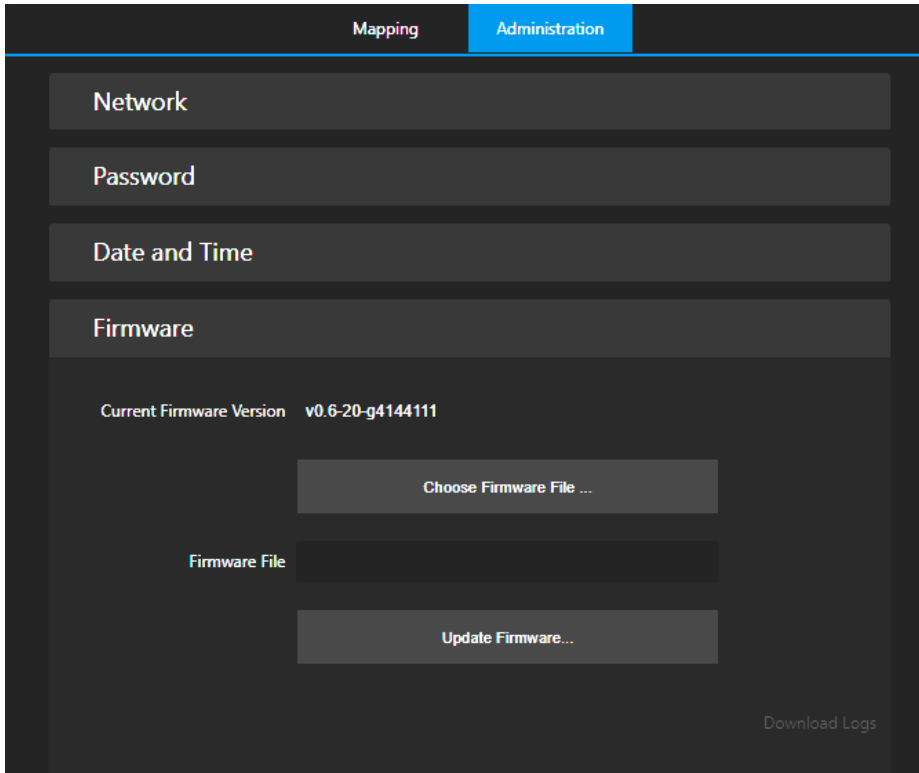 Mapping Administration
Network
Password
Date and Time
Firmware
Current Firmware Version v0.6-20-g4144111
Choose Firmware File ...
Firmware File
Update Firmware...
Download Logs